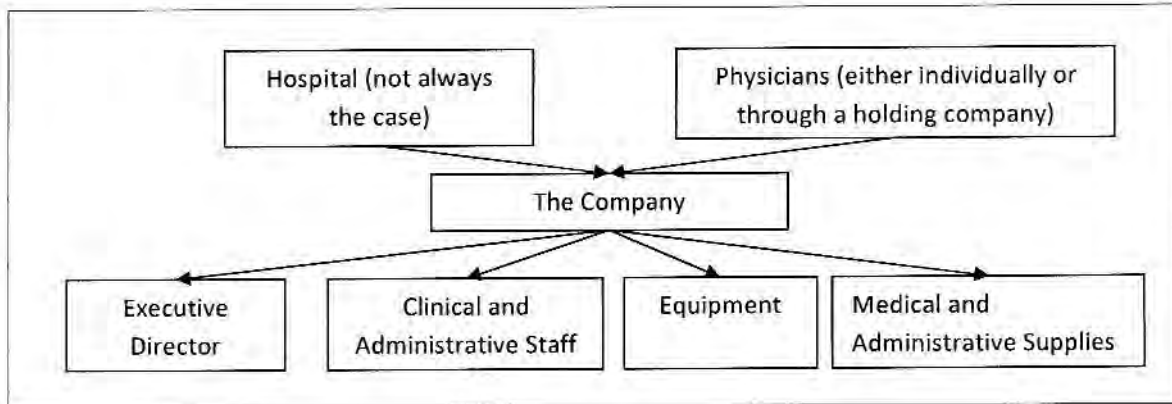 Hospital (not always
the case)
Physicians (either individually or
through a holding company)
The Company
Executive
Director
Clinical and
Administrative Staff
Equipment
Medical and
Administrative Supplies